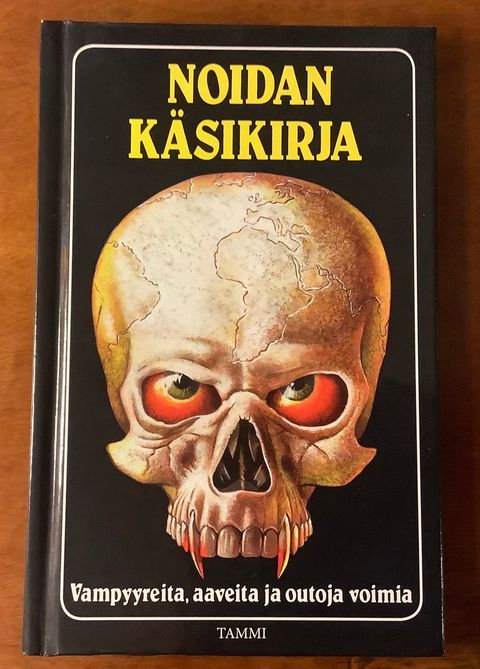 NOIDAN
KÄSIKIRJA
Vampyyreita, aaveita ja outoja voimia
TAMMI